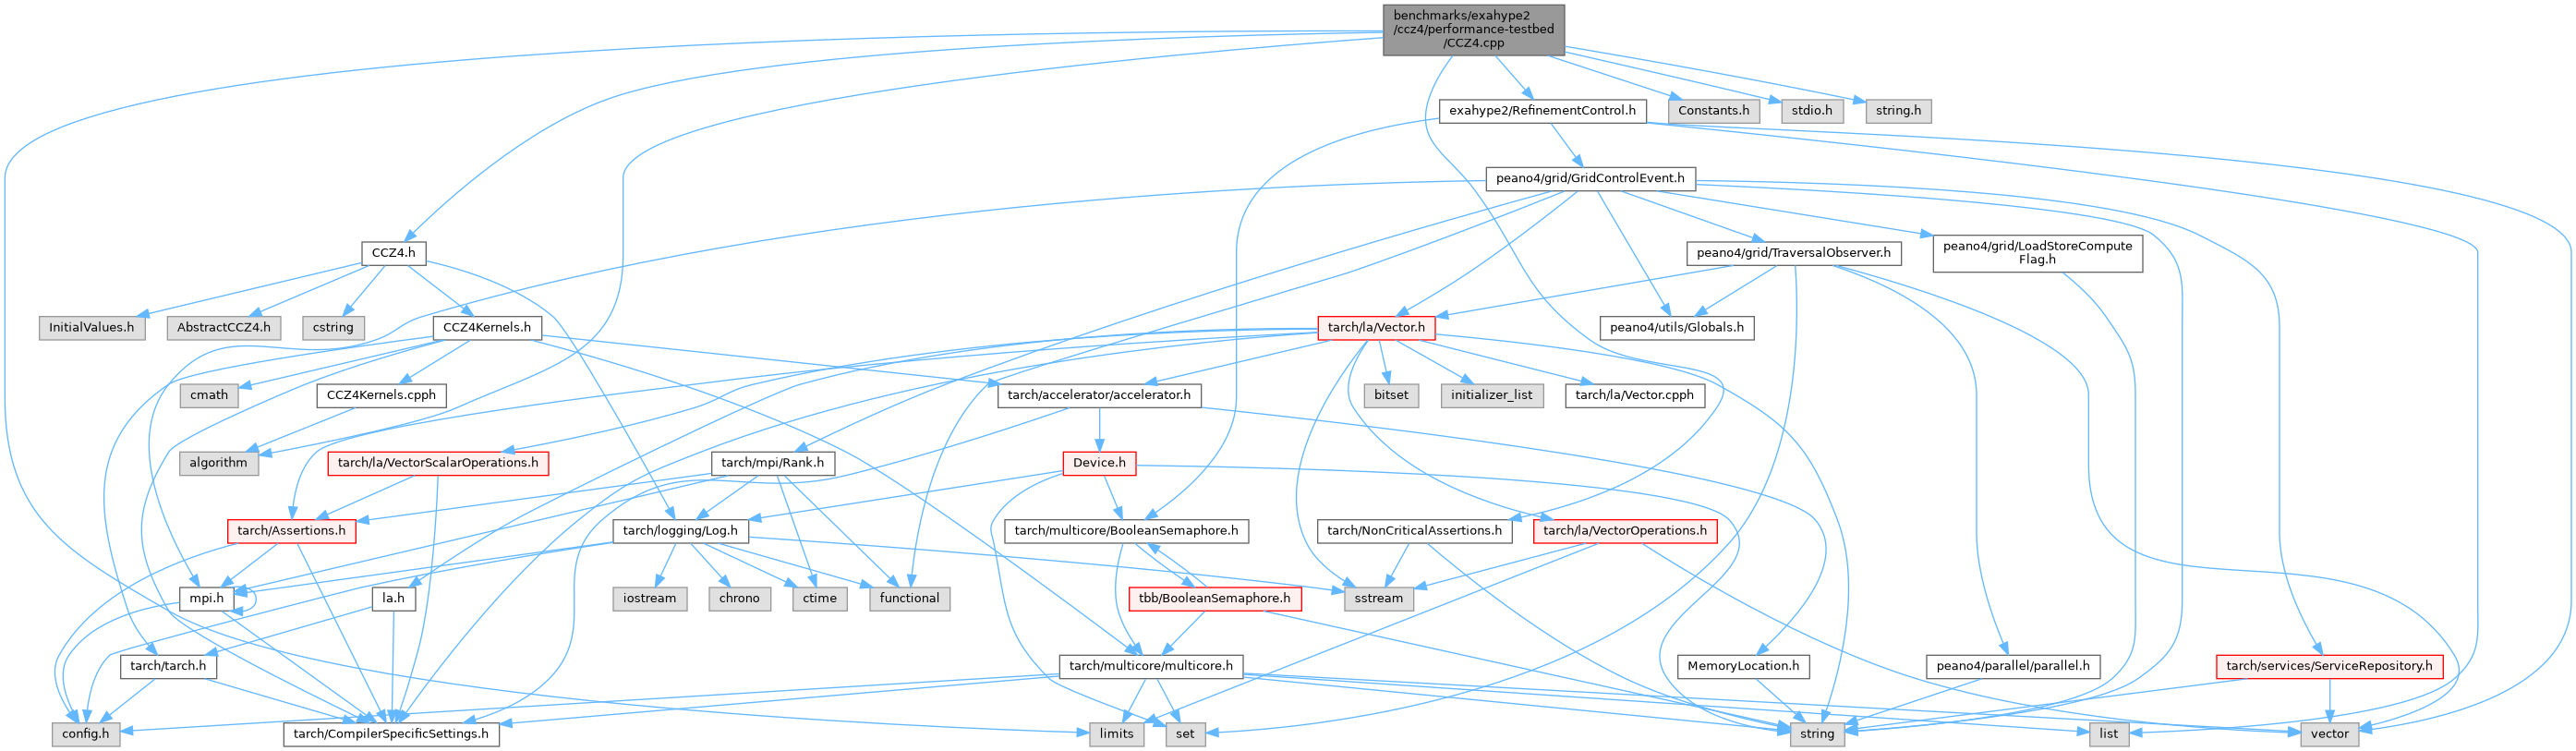 benchmarks/exahype2
/ccz4/performance-testbed
/CCZ4.cpp
exahype2/RefinementControl.h
Constants.h
stdio.h
string.h
peano4/grid/GridControlEvent.h
CCZ4.h
peano4/grid/TraversalObserver.h
peano4/grid/LoadStoreCompute
Flag.h
InitialValues.h
AbstractCCZ4.h
cstring
CCZ4Kernels.h
tarch/la/Vector.h
peano4/utils/Globals.h
cmath
CCZ4Kernels.cpph
tarch/accelerator/accelerator.h
bitset
initializer_list
tarch/la/Vector.cpph
algorithm
tarch/la/VectorScalarOperations.h
tarch/mpi/Rank.h
Device.h
tarch/Assertions.h
tarch/logging/Log.h
tarch/multicore/BooleanSemaphore.h
tarch/NonCriticalAssertions.h
tarch/la/VectorOperations.h
mpi.h
la.h
iostream
chrono
ctime
functional
tbb/BooleanSemaphore.h
sstream
tarch/tarch.h
tarch/multicore/multicore.h
MemoryLocation.h
peano4/parallel/parallel.h
tarch/services/ServiceRepository.h
config.h
tarch/CompilerSpecificSettings.h
limits
set
string
list
vector